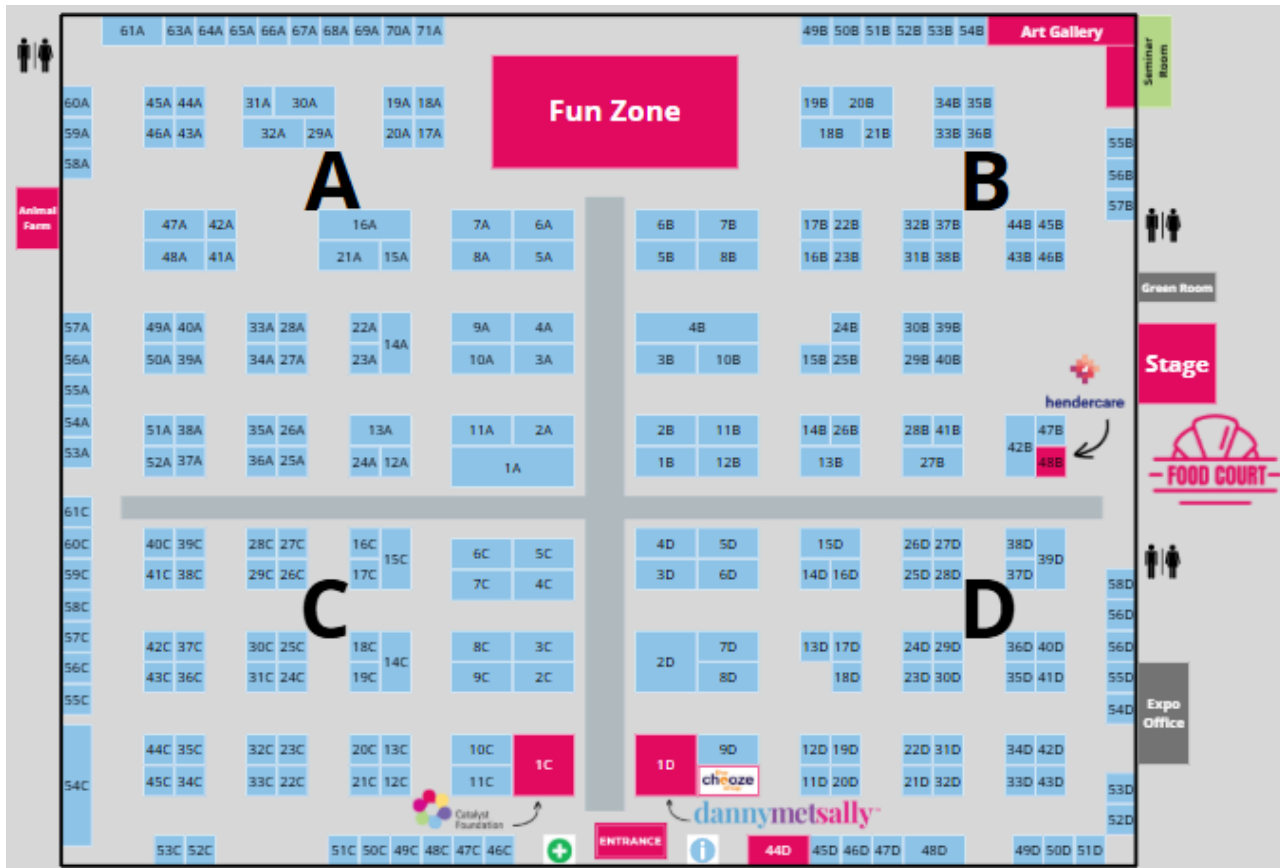 61A 63A 64A 65A 66A 67A 68A 69A 70A 71A 49B 50B 51B 52B 53B 54B Art Gallery
Seminar
Room
Fun Zone
60A 45A 44A 31A 30A 19A 18A 19B 20B 34B 35B
59A 46A 43A 32A 29A 20A 17A 18B 21B 33B 36B 55B
58A 56B
A B
57B
Animal
Farm
47A 42A 16A 7A 6A 6B 7B 17B 22B 32B 37B 44B 45B
48A 41A 21A 15A 8A 5A 5B 8B 16B 23B 31B 38B 43B 46B
Green Room
57A 49A 40A 33A 28A 22A 14A 9A 4A 4B 24B 30B 39B
56A 50A 39A 34A 27A 23A 10A 3A 3B 10B 15B 25B 29B 40B
Stage
55A
hendercare
54A 51A 38A 35A 26A 13A 11A 2A 2B 11B 14B 26B 28B 41B 42B 47B
53A 52A 37A 36A 25A 24A 12A 1A 1B 12B 13B 27B 48B
FOOD COURT
61C
60C 40C 39C 28C 27C 16C 15C 6C 5C 4D 5D 15D 26D 27D 38D 39D
59C 41C 38C 29C 26C 17C 7C 4C 3D 6D 14D 16D 25D 28D 37D 58D
58C 56D
C D
57C 42C 37C 30C 25C 18C 14C 8C 3C 2D 7D 13D 17D 24D 29D 36D 40D 56D
56C 43C 36C 31C 24C 19C 9C 2C 8D 18D 23D 30D 35D 41D 55D
55C 54D
Expo
Office
54C 44C 35C 32C 23C 20C 13C 10C 1C 1D 9D 12D 19D 22D 31D 34D 42D
45C 34C 33C 22C 21C 12C 11C the chooze shop 11D 20D 21D 32D 33D 43D 53D
Catalyst
Foundation
dannymetsally™
52D
53C 52C 51C 50C 49C 48C 47C 46C ENTRANCE i 44D 45D 46D 47D 48D 49D 50D 51D